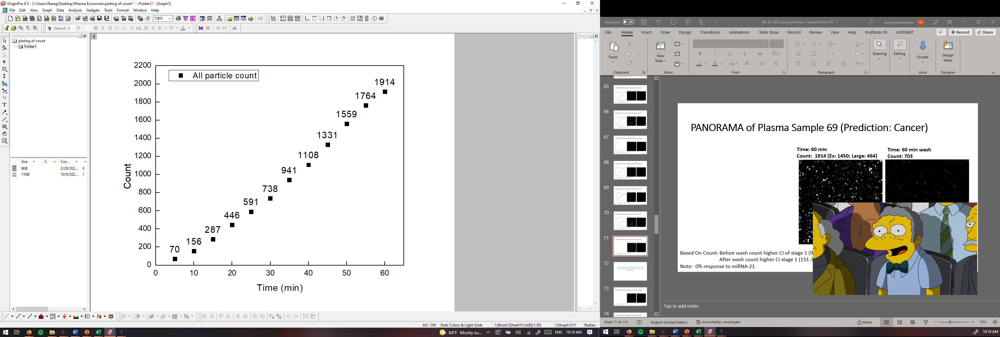 OriginPro 8.5 - C:\Users\Nareg\Desktop\Plasma Exosomes\ploting of count * - /Folder1/ - [Graph1]
File Edit View Graph Data Analysis Gadgets Tools Format Window Help
100%
Default: A 0 B I U
ploting of count
Folder1
Size C. Cre...
8KB 2/28/202... 0
11KB 10/9/202... 1
1
All particle count
2200
2000
1800
1600
1400
1200
1000
800
600
400
200
0
Count
70
156
287
446
591
738
941
1108
1331
1559
1764
1914
0 10 20 30 40 50 60
Time (min)
AU : ON Dark Colors & Light Grids 1:[Book1]Sheet1!Col(B)[1:30] 1:[Graph1]1!1 Radian
84°F Mostly su... ENG 10:18 AM
AutoSave Off 04-20-2022 lung blind tes • Saved to this PC nareg ohannesian NO
File Home Insert Draw Design Transitions Animations Slide Show Record Review View Help EndNote X8 ACROBAT Record Share
Paste
New Slide
18
B I U S ab AV
Aa A A
Drawing
Editing
Dictate
Design Ideas
Clipboard Slides Font Paragraph Voice Designer
65
66
67
68
69
70
71
72
73
74
PANORAMA of Plasma Sample 69 (Prediction: Cancer)
Time: 60 min
Count: 1914 (Ex: 1450; Large: 464)
Time: 60 min wash
Count: 703
Based On Count: Before wash count higher CI of stage 1 (9
After wash count higher CI stage 1 (151-3
Note: 0% response to miRNA-21
Tap to add notes
Slide 71 of 110 English (United States) Accessibility: Investigate Notes 75%
10:18 AM